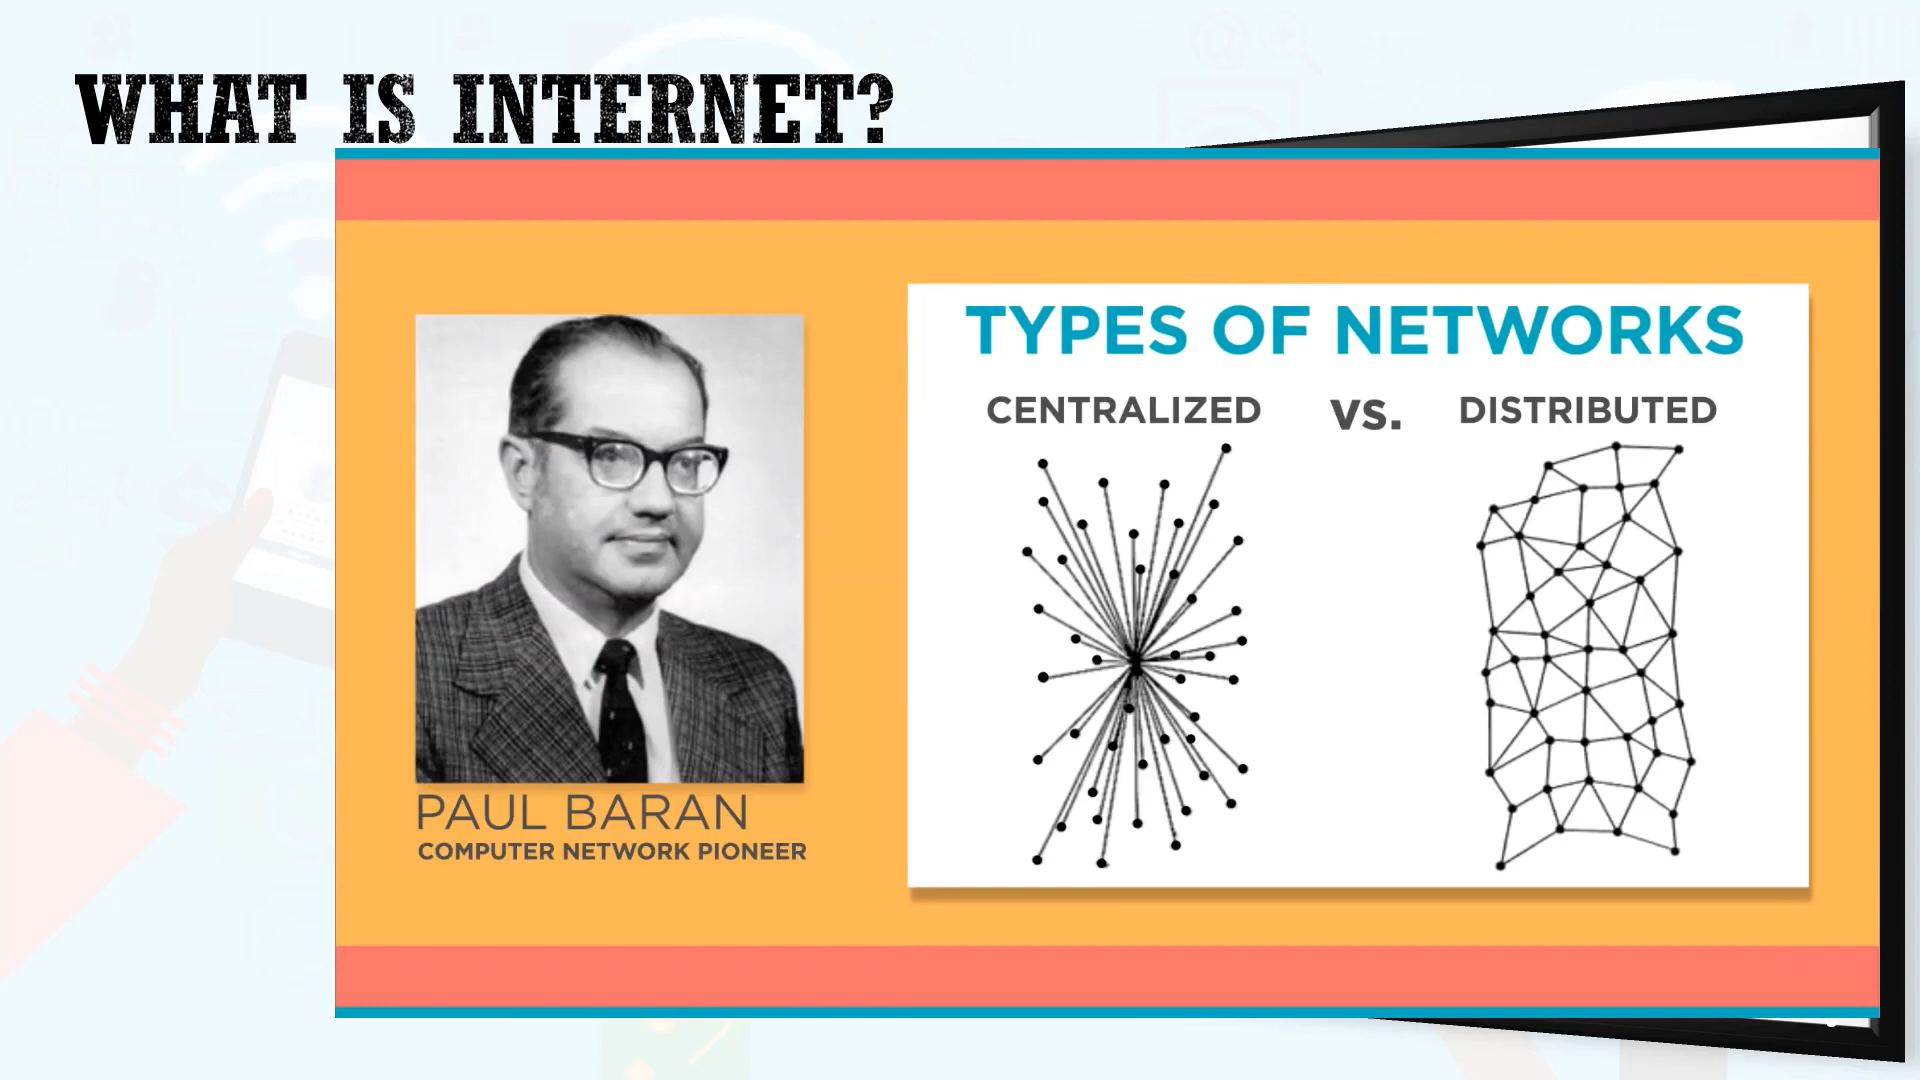 WHAT IS INTERNET?
TYPES OF NETWORKS
CENTRALIZED VS. DISTRIBUTED
PAUL BARAN
COMPUTER NETWORK PIONEER